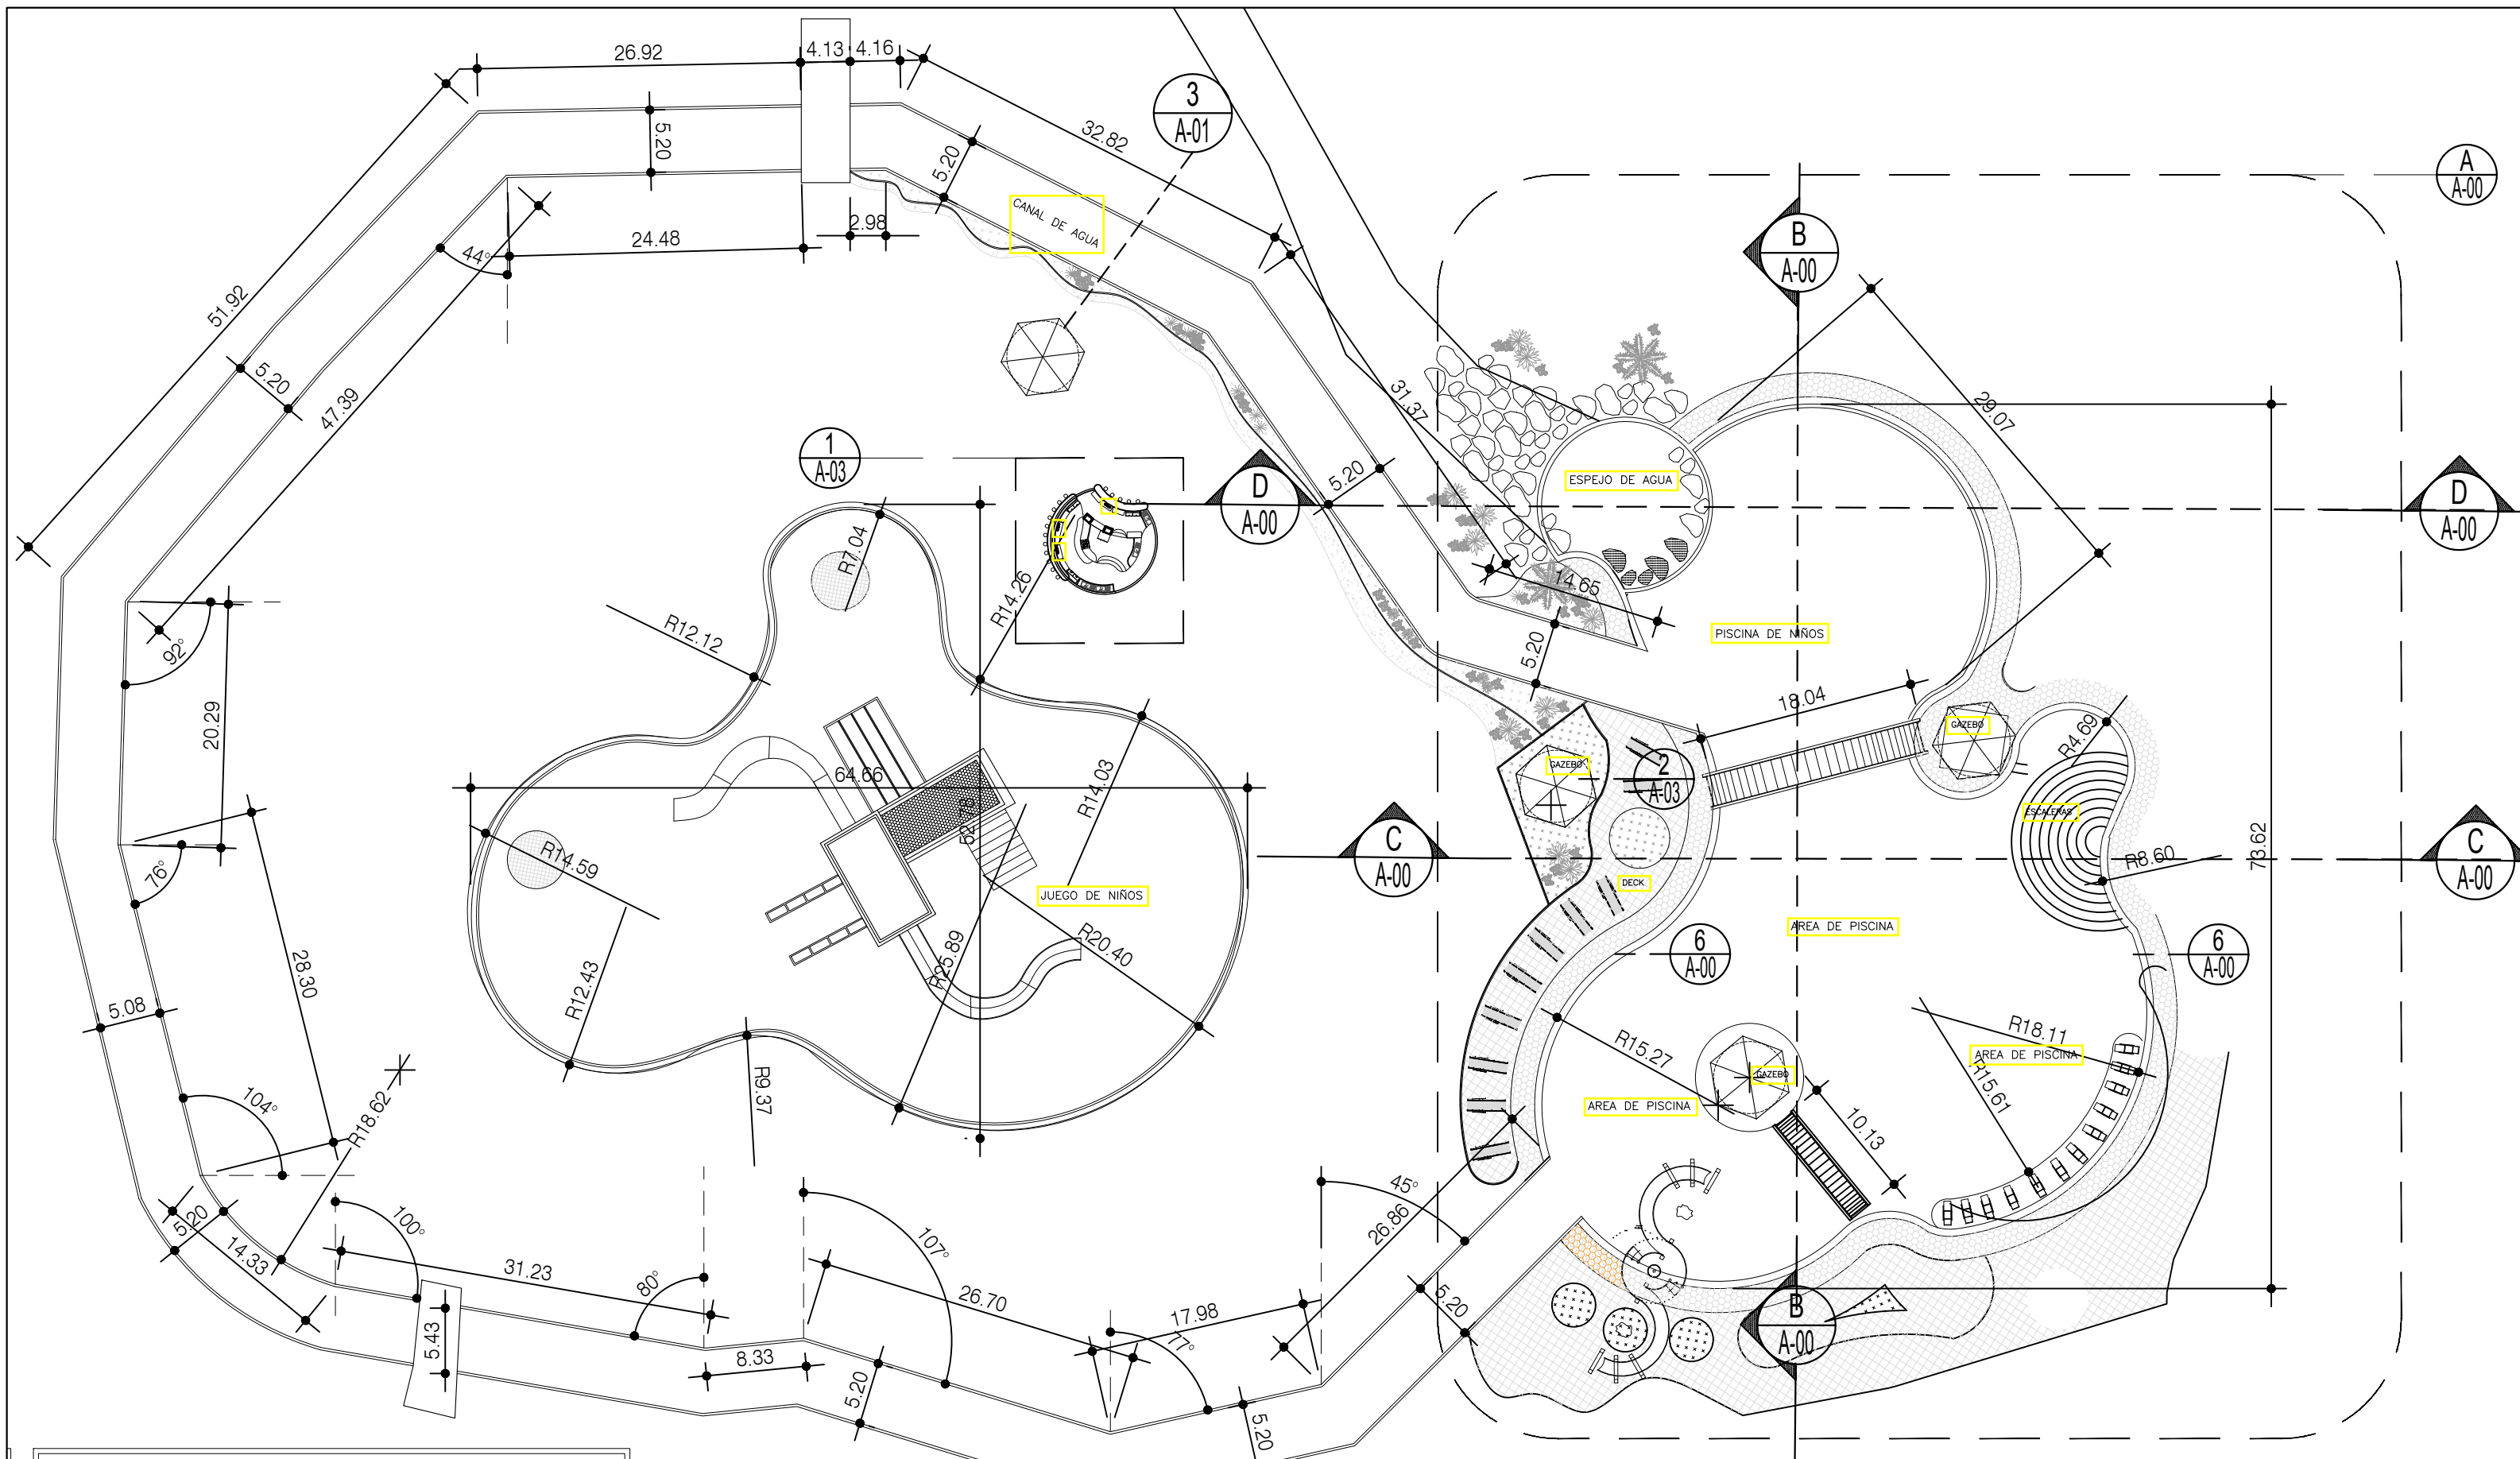 26.92
4.13
4.16
32.82
3
A-01
5.20
5.20
CANAL DE AGUA
2.98
24.48
44°
51.92
5.20
47.39
A
A-00
B
A-00
29.07
31.37
1
A-03
5.20
D
A-00
ESPEJO DE AGUA
D
A-00
R7.04
R14.26
14.65
R12.12
PISCINA DE NIÑOS
5.20
92°
20.29
18.04
GAZEBO
R4.69
GAZEBO
2
A-03
64.66
52.78
R14.03
ESCALERAS
C
A-00
73.62
C
A-00
R8.60
76°
R14.59
JUEGO DE NIÑOS
DECK
AREA DE PISCINA
R25.89
R20.40
6
A-00
6
A-00
28.30
5.08
R12.43
R9.37
R15.27
R18.11
AREA DE PISCINA
GAZEBO
R15.61
AREA DE PISCINA
10.13
104°
R18.62
5.20
14.33
100°
31.23
80°
107°
26.70
45°
26.86
5.20
17.98
77°
5.43
8.33
5.20
5.20
B
A-00